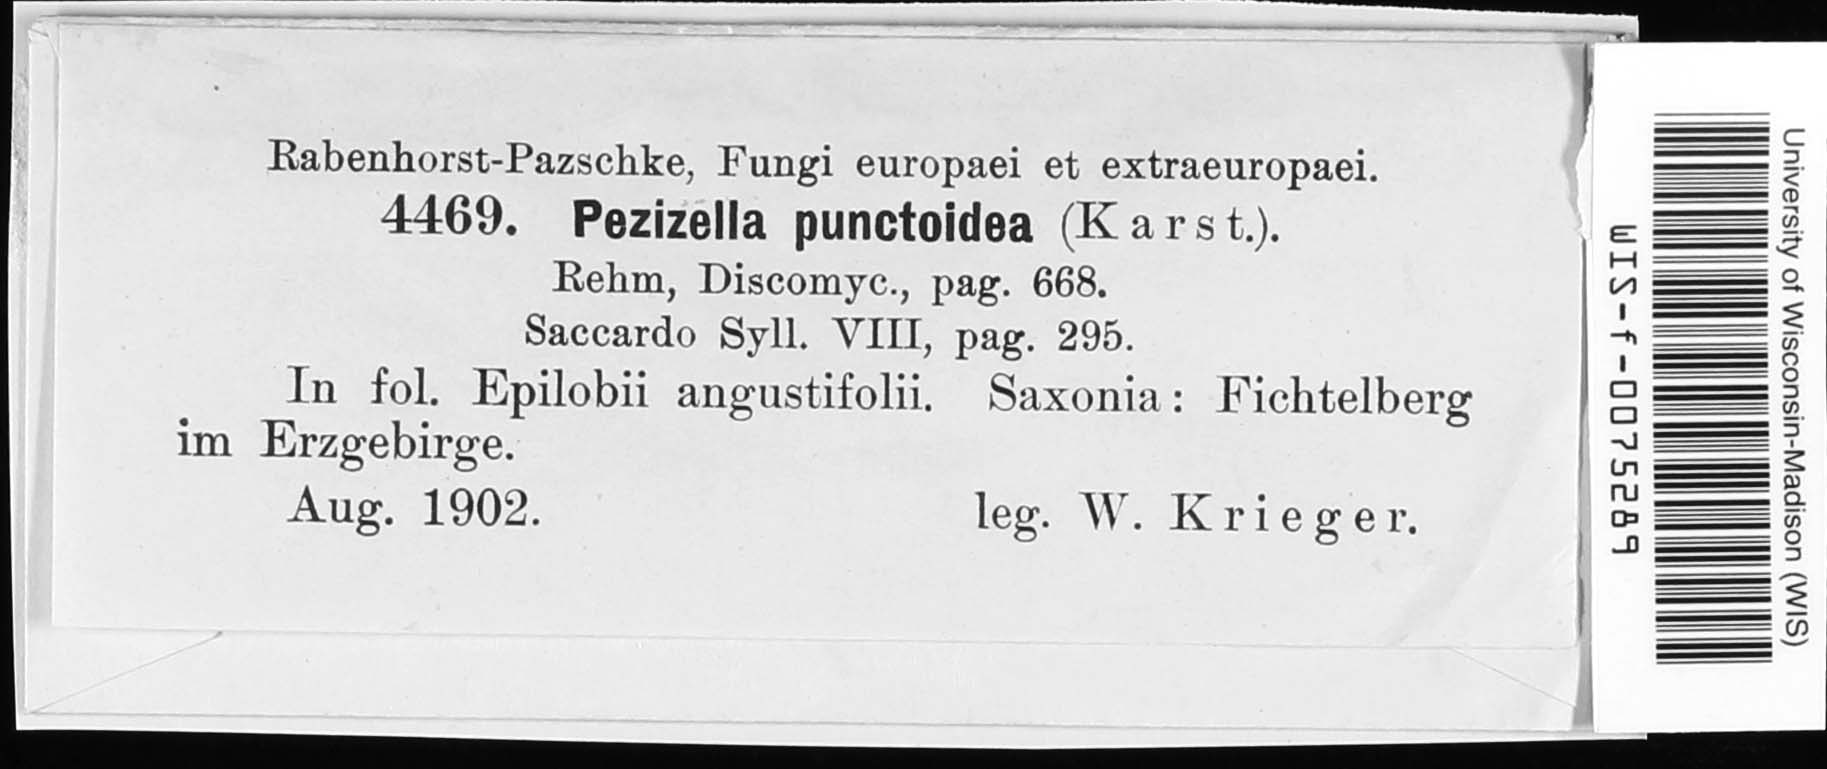 Rabenhorst-Pazschke, Fungi europaei et extraeuropaei.
4469. Pezizella punctoidea (Karst.).
Rehm, Discomyc., pag. 668.
Saccardo Syll. VIII, pag. 295.
In fol. Epilobii angustifolii. Saxonia: Fichtelberg
im Erzgebirge.
Aug. 1902. leg. W. Krieger.
University of Wisconsin-Madison (WIS)
WIS-f-0075289